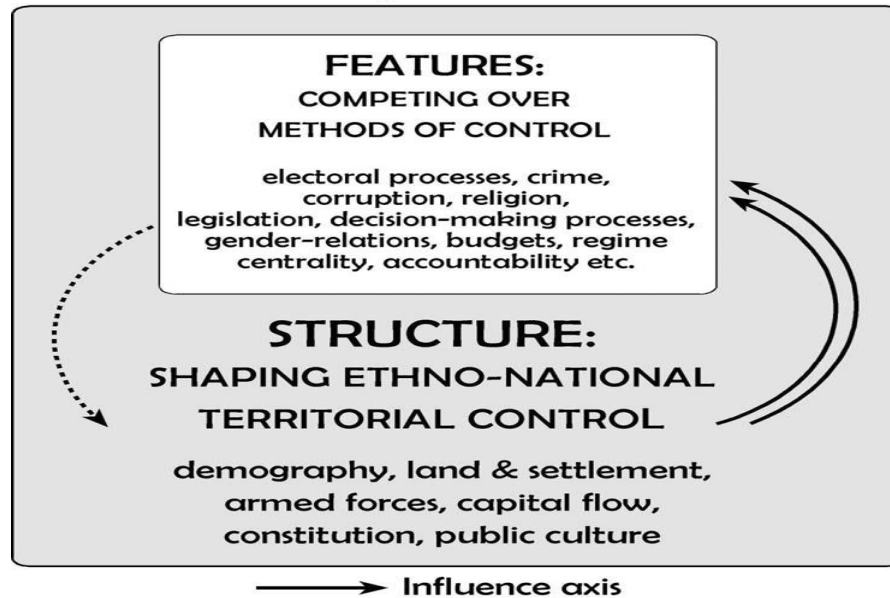 FEATURES:
COMPETING OVER
METHODS OF CONTROL
electoral processes, crime,
corruption, religion,
legislation, decision-making processes,
gender-relations, budgets, regime
centrality, accountability etc.
STRUCTURE:
SHAPING ETHNO-NATIONAL
TERRITORIAL CONTROL
demography, land & settlement,
armed forces, capital flow,
constitution, public culture
Influence axis